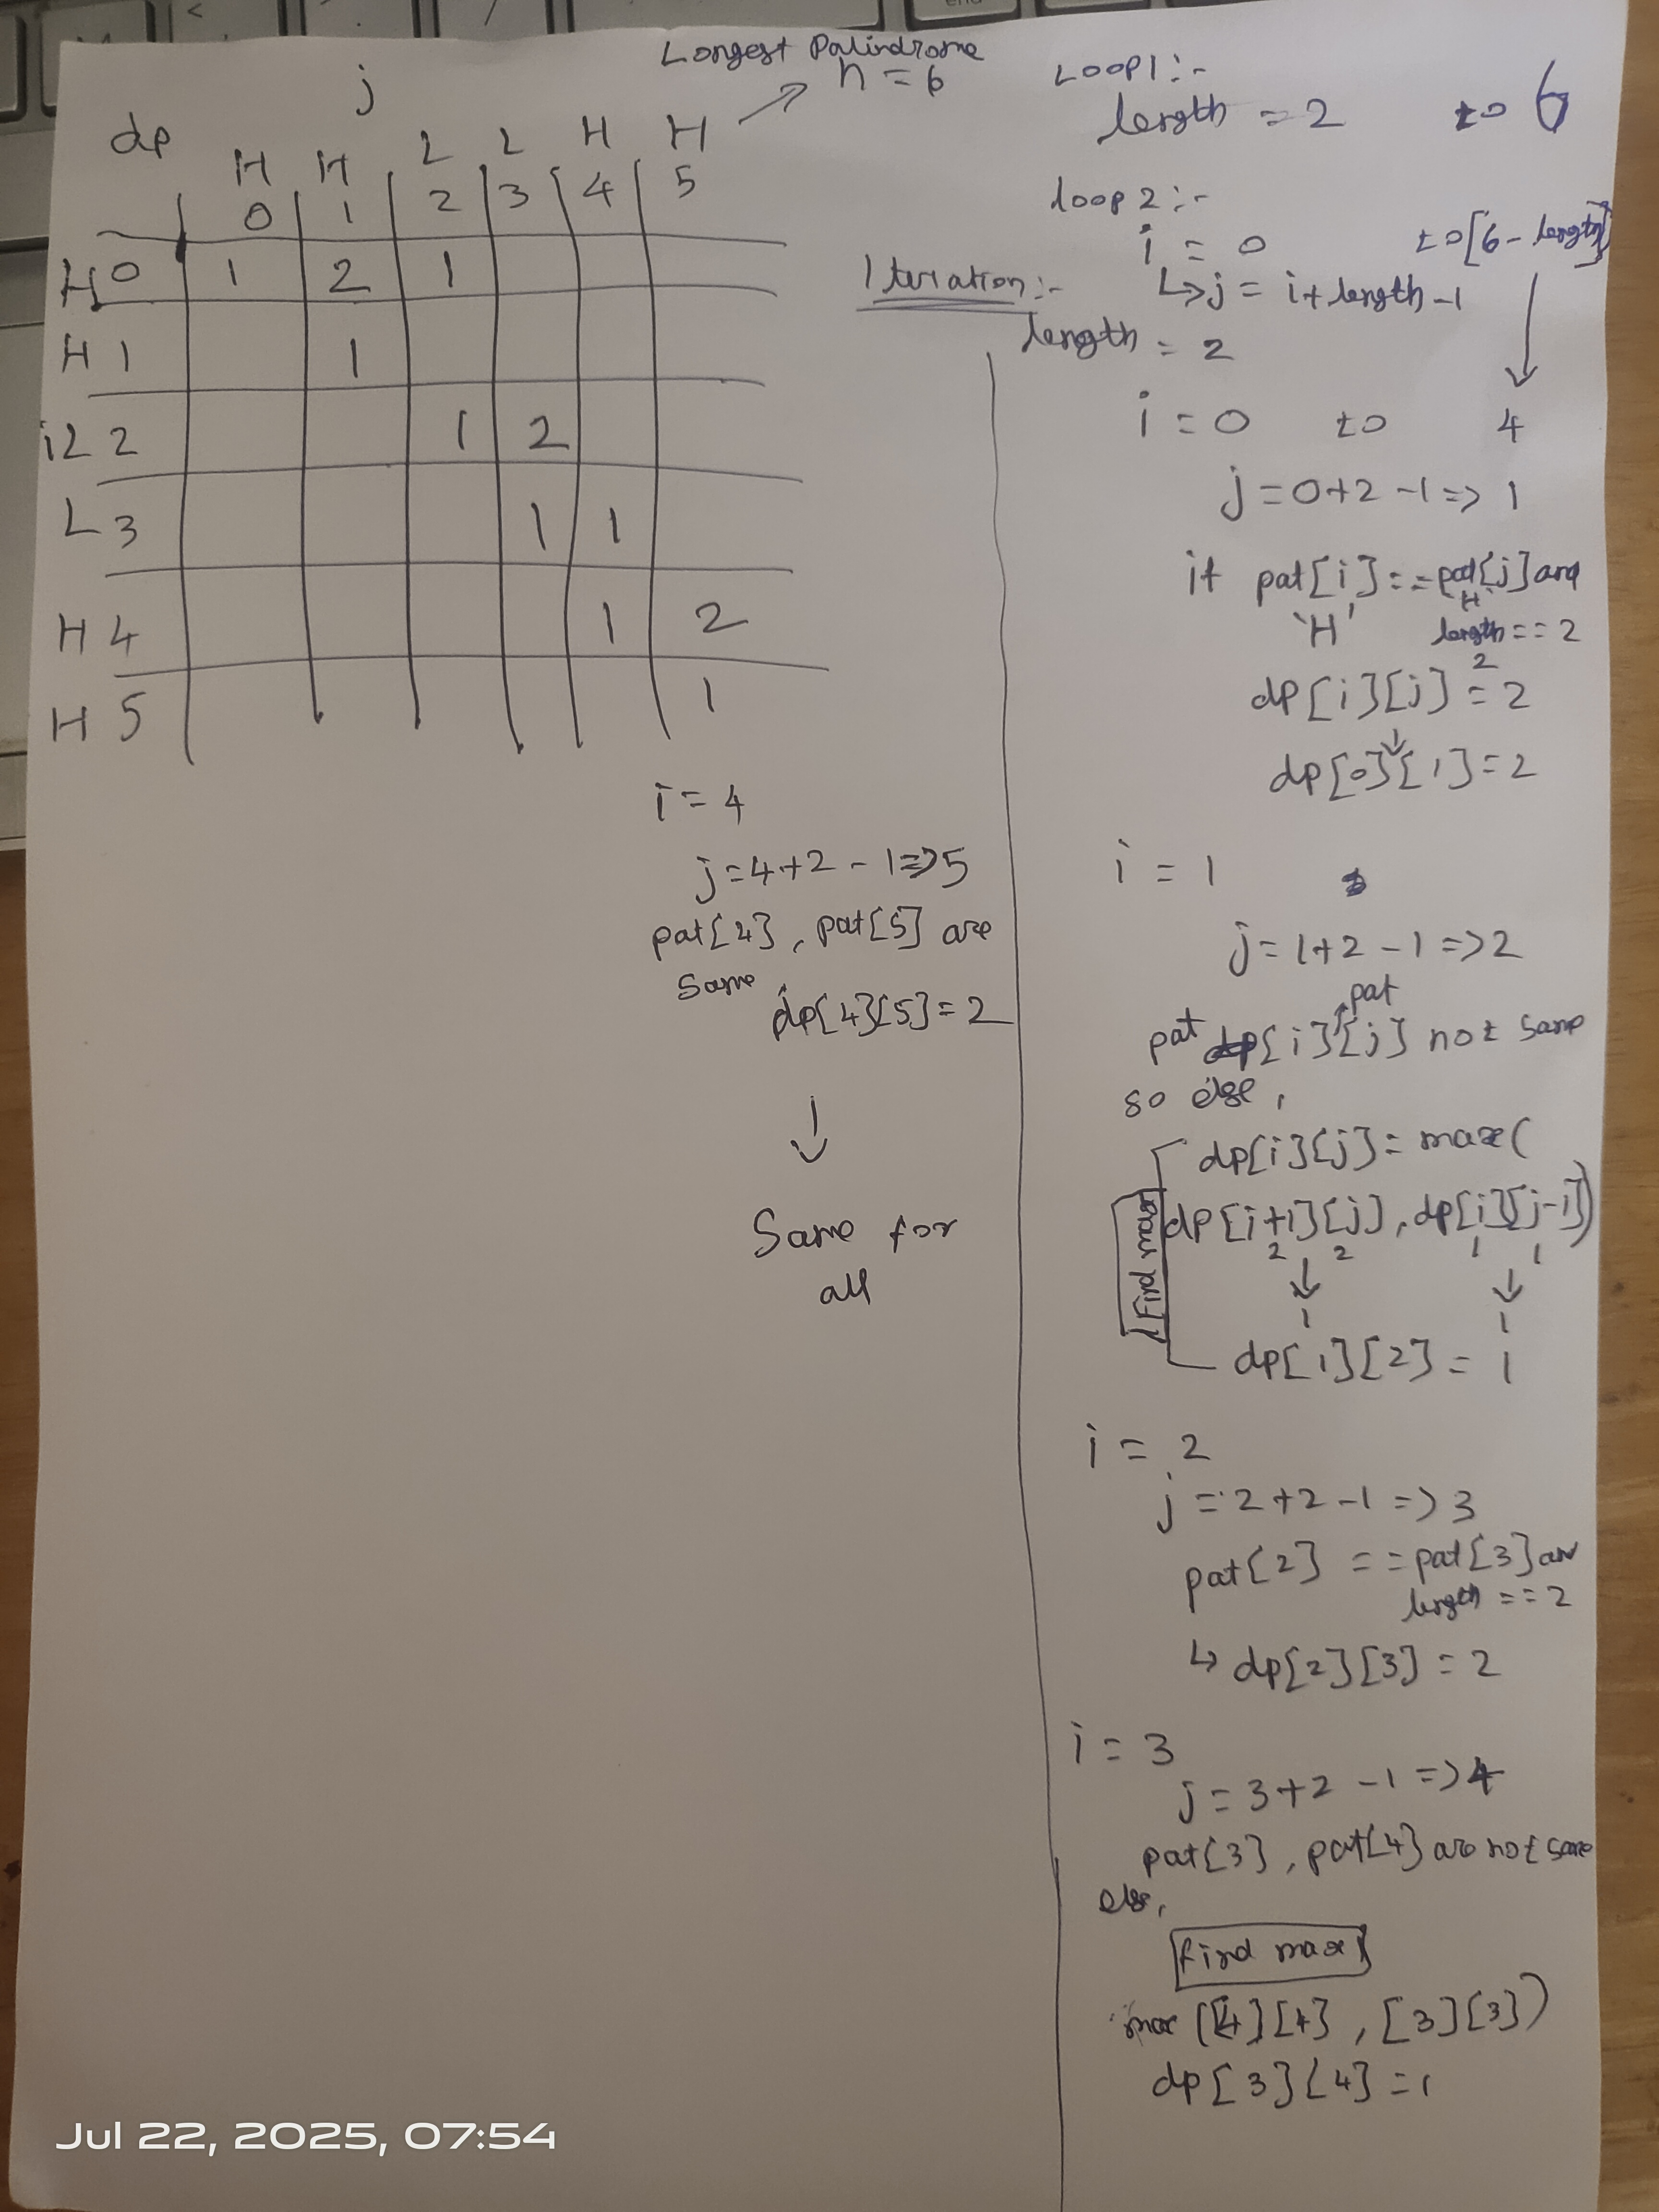 Longest Palindrome
n = 6
j
dp
H H L L H H
0 1 2 3 4 5
H 0 1 2 1
H 1 1
i L 2 1 2
L 3 1 1
H 4 1 2
H 5 1
Loop 1 :-
length = 2 to 6
loop 2 :-
i = 0 to [6 - length]
↳ j = i + length - 1
Iteration :-
length = 2
i = 0 to 4
j = 0 + 2 - 1 => 1
if pat[i] == pat[j] and
'H' 'H'
length == 2
2
dp[i][j] = 2
↓
dp[0][1] = 2
i = 1
j = 1 + 2 - 1 => 2
pat
pat [i] [j] not same
so else,
dp[i][j] = max(
dp[i+1][j], dp[i][j-1])
2 2 1 1
↓ ↓
1 1
Find max
dp[1][2] = 1
i = 2
j = 2 + 2 - 1 => 3
pat[2] == pat[3] an
length == 2
↳ dp[2][3] = 2
i = 3
j = 3 + 2 - 1 => 4
pat[3], pat[4] are not same
else,
Find max
max ([4][4], [3][3])
dp[3][4] = 1
i = 4
j = 4 + 2 - 1 => 5
pat[4], pat[5] are
same
dp[4][5] = 2
↓
Same for
all
Jul 22, 2025, 07:54